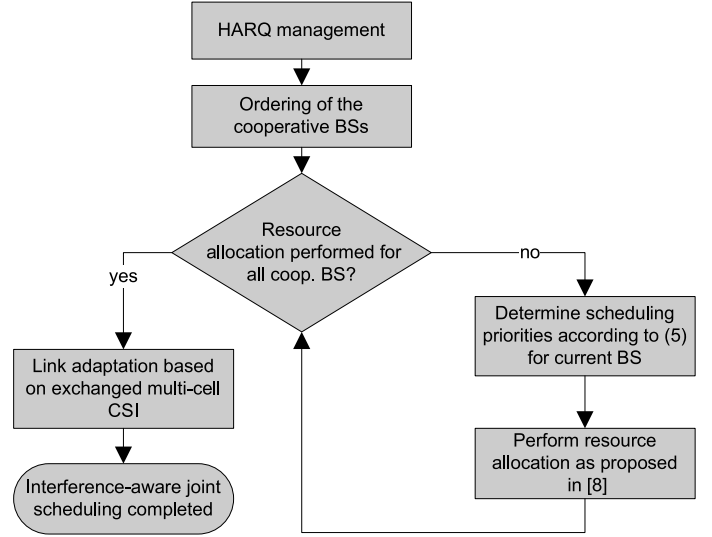 HARQ management
Ordering of the
cooperative BSs
Resource
allocation performed for
all coop. BS?
yes
no
Determine scheduling
priorities according to (5)
for current BS
Link adaptation based
on exchanged multi-cell
CSI
Perform resource
allocation as proposed
in [8]
Interference-aware joint
scheduling completed